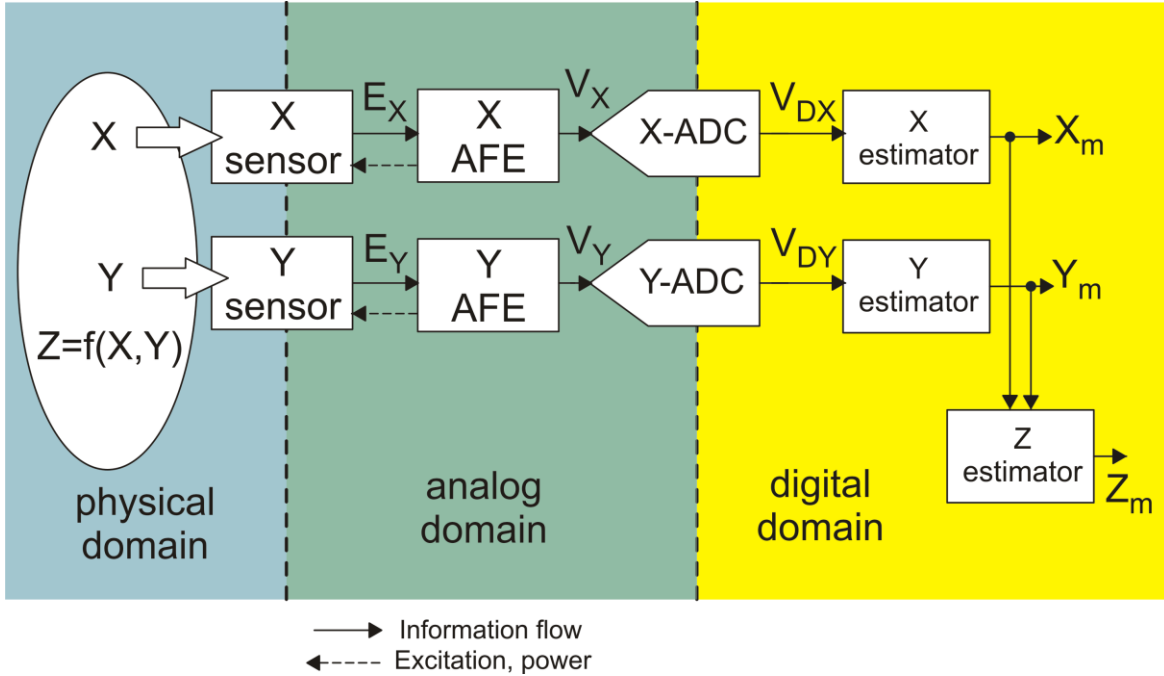 X
X
sensor
E_X
X
AFE
V_X
X-ADC
V_DX
X
estimator
X_m
Y
Y
sensor
E_Y
Y
AFE
V_Y
Y-ADC
V_DY
Y
estimator
Y_m
Z=f(X,Y)
Z
estimator
Z_m
physical
domain
analog
domain
digital
domain
Information flow
Excitation, power